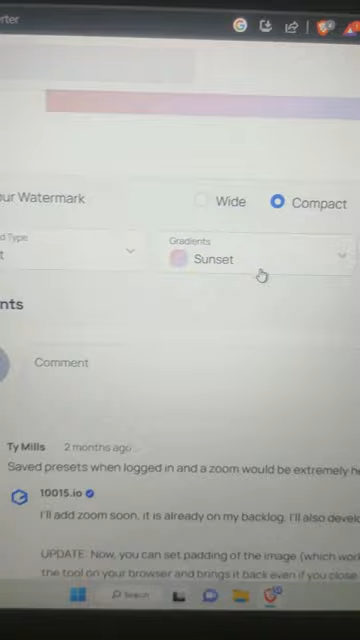 rter
our Watermark
Wide
Compact
d Type
Gradients
t
Sunset
nts
Comment
Ty Mills 2 months ago
Saved presets when logged in and a zoom would be extremely he
10015.io
I'll add zoom soon, it is already on my backlog. I'll also develo
UPDATE: Now, you can set padding of the image (which work
the tool on your browser and brings it back even if you close
Search